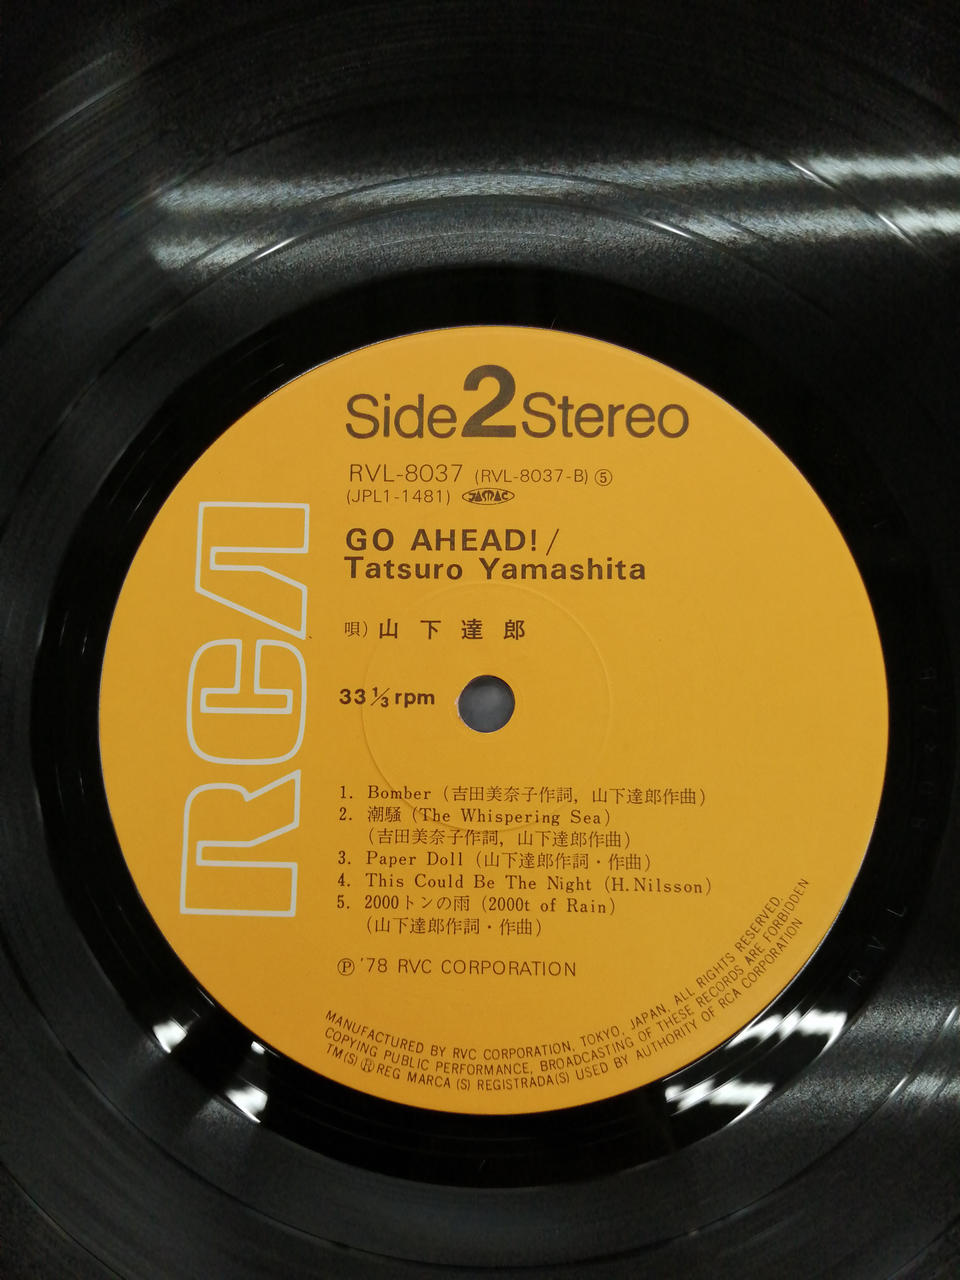 Side 2 Stereo
RVL-8037 (RVL-8037-B) ⑤
(JPL1-1481) JASRAC
GO AHEAD! /
Tatsuro Yamashita
唄) 山下達郎
33 1/3 rpm
RCA
1. Bomber (吉田美奈子作詞, 山下達郎作曲)
2. 潮騒 (The Whispering Sea)
(吉田美奈子作詞, 山下達郎作曲)
3. Paper Doll (山下達郎作詞・作曲)
4. This Could Be The Night (H. Nilsson)
5. 2000トンの雨 (2000t of Rain)
(山下達郎作詞・作曲)
Ⓟ '78 RVC CORPORATION
MANUFACTURED BY RVC CORPORATION, TOKYO, JAPAN, ALL RIGHTS RESERVED.
COPYING PUBLIC PERFORMANCE, BROADCASTING OF THESE RECORDS ARE FORBIDDEN
TM(S) ® REG MARCA (S) REGISTRADA(S) USED BY AUTHORITY OF RCA CORPORATION
R V L